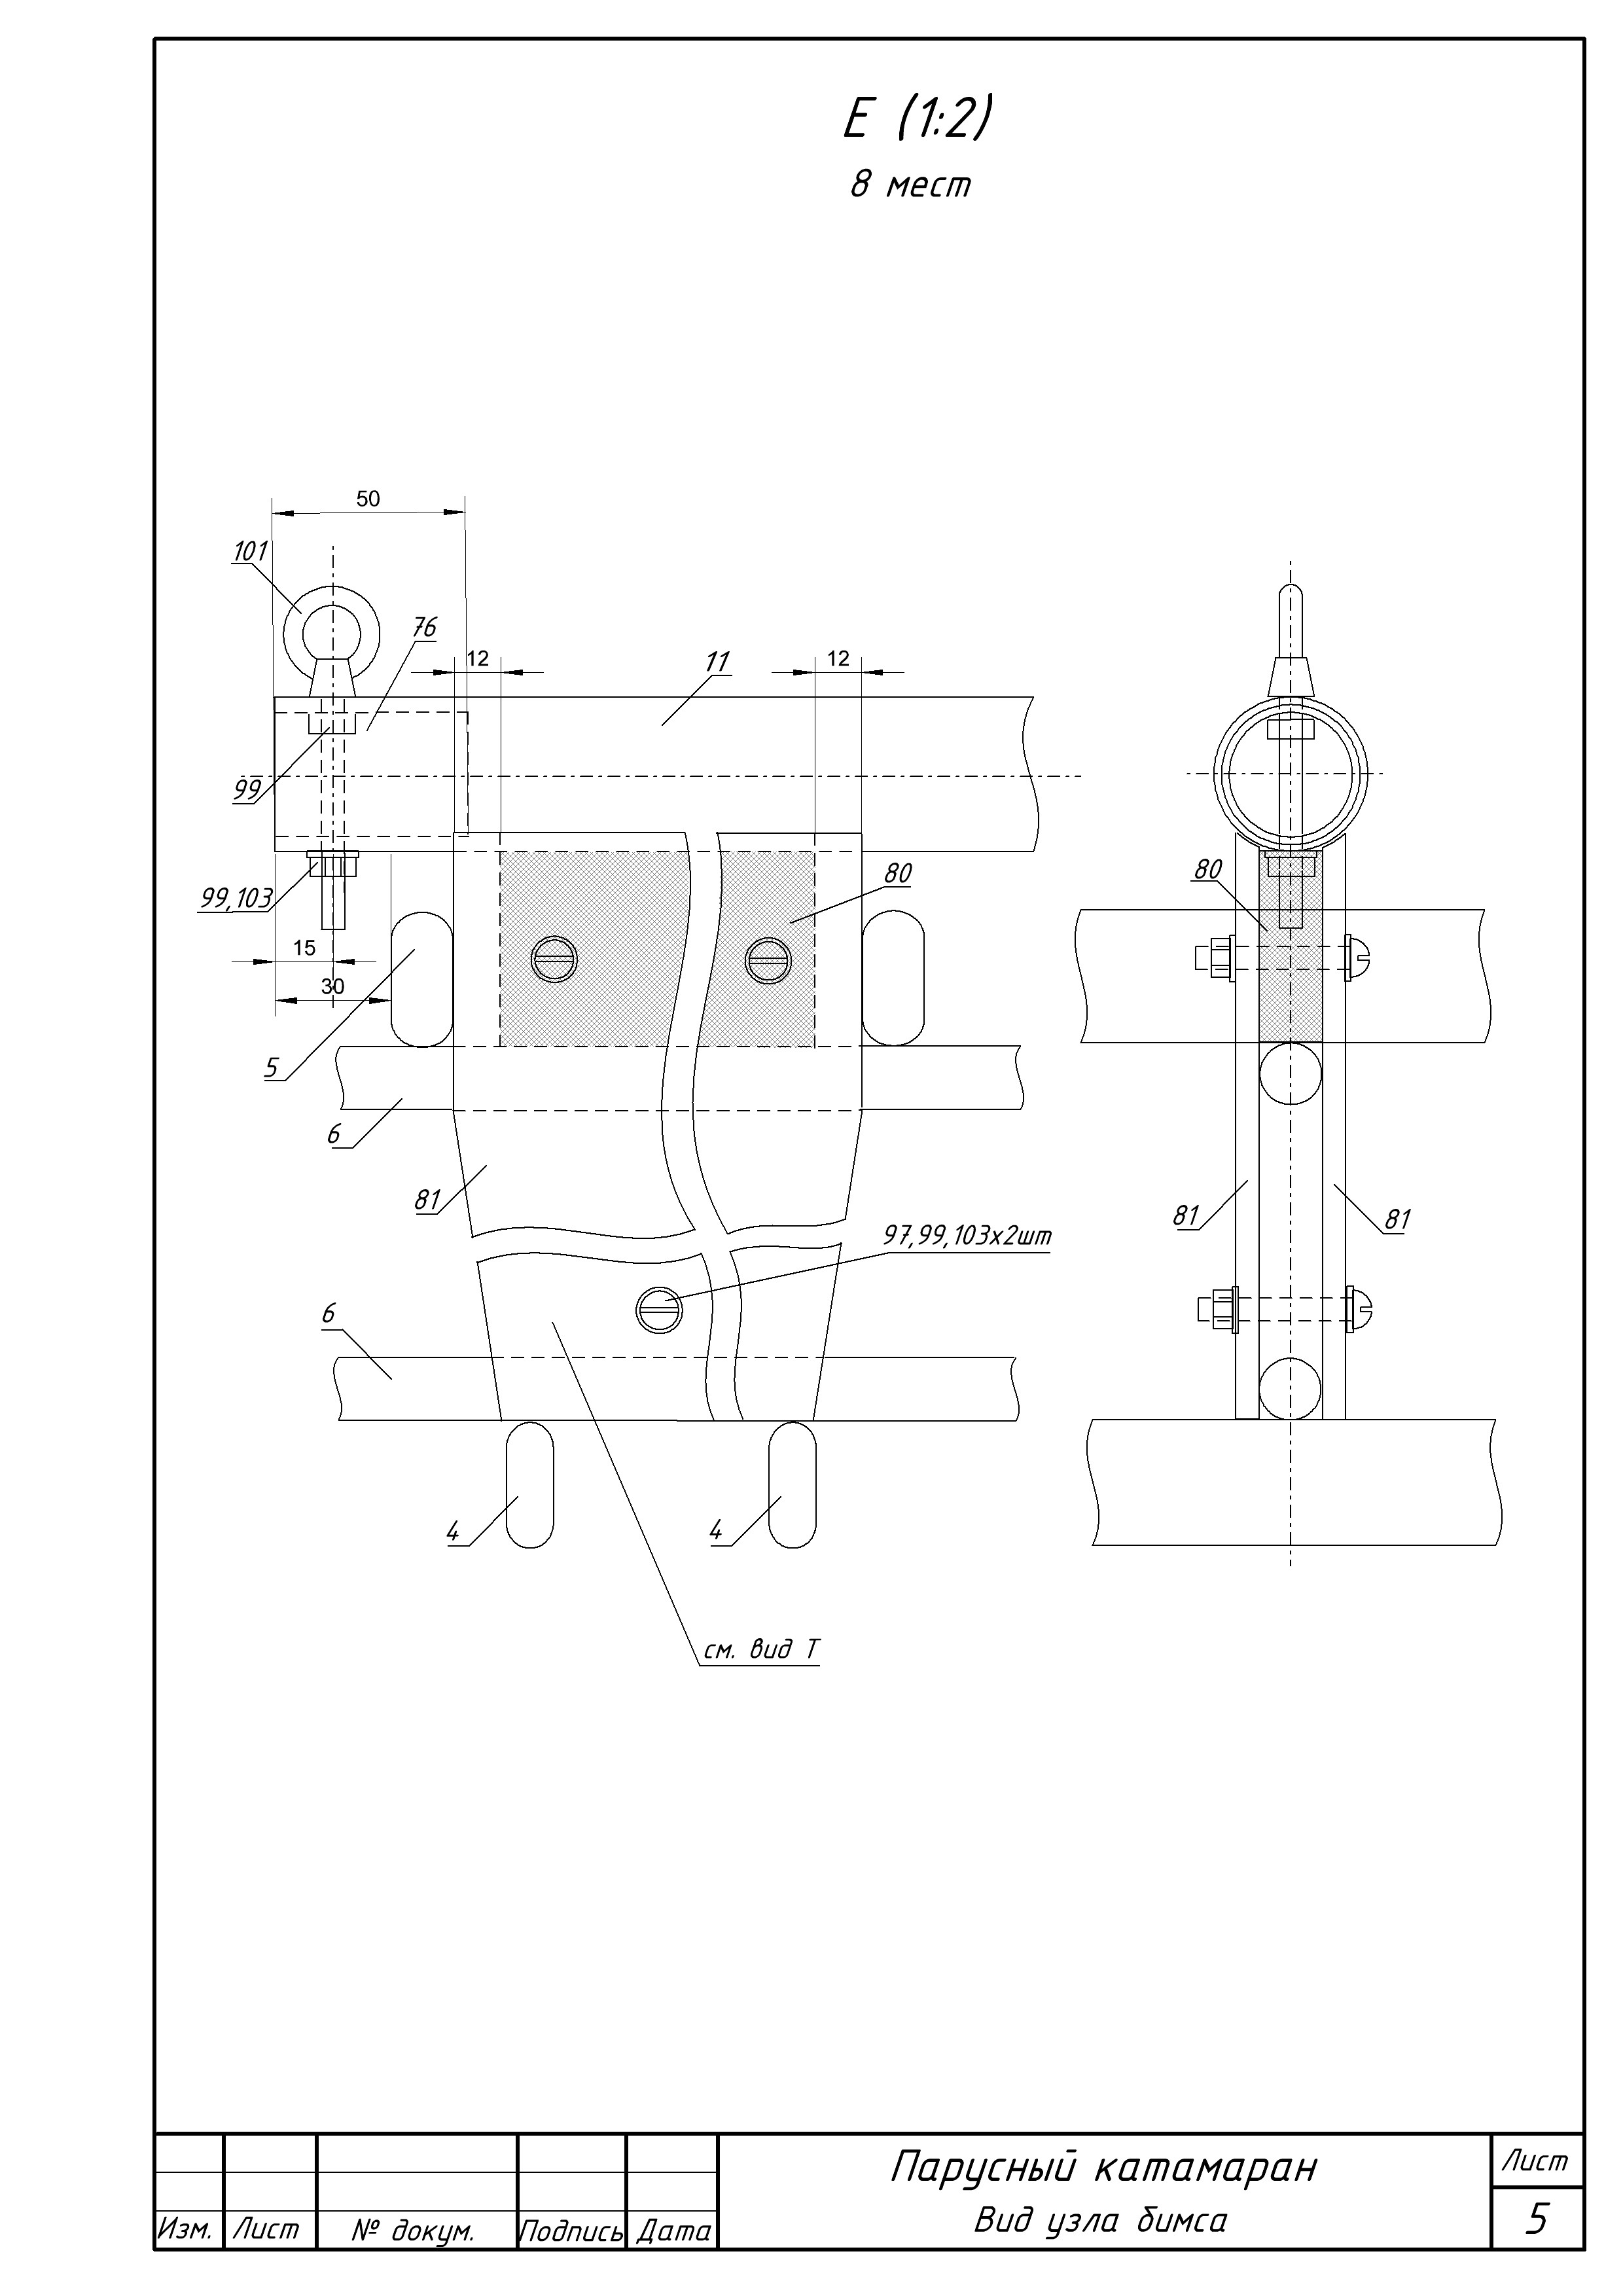 Е (1:2)
8 мест
50
101
76
12
12
11
99
99,103
80
80
15
30
5
6
81
81
81
97,99,103х2шт
6
4
4
см. вид Т
Парусный катамаран
Вид узла бимса
Лист
5
Изм.
Лист
№ докум.
Подпись
Дата